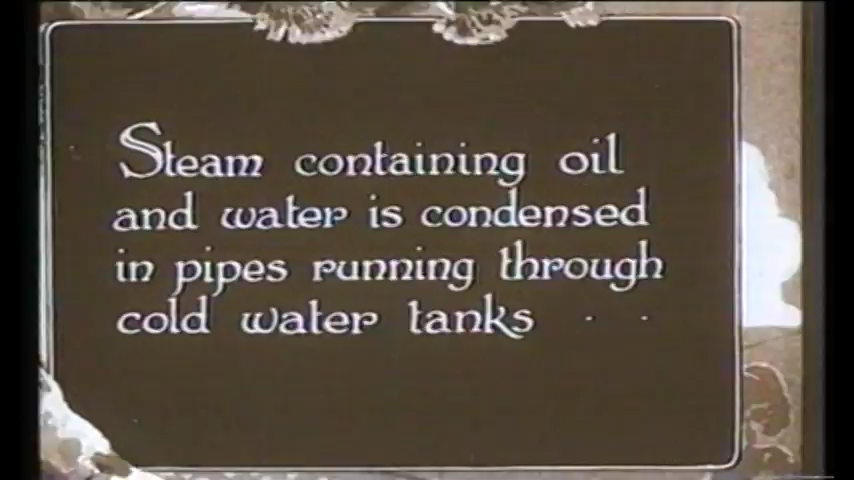 Steam containing oil
and water is condensed
in pipes running through
cold water tanks . .